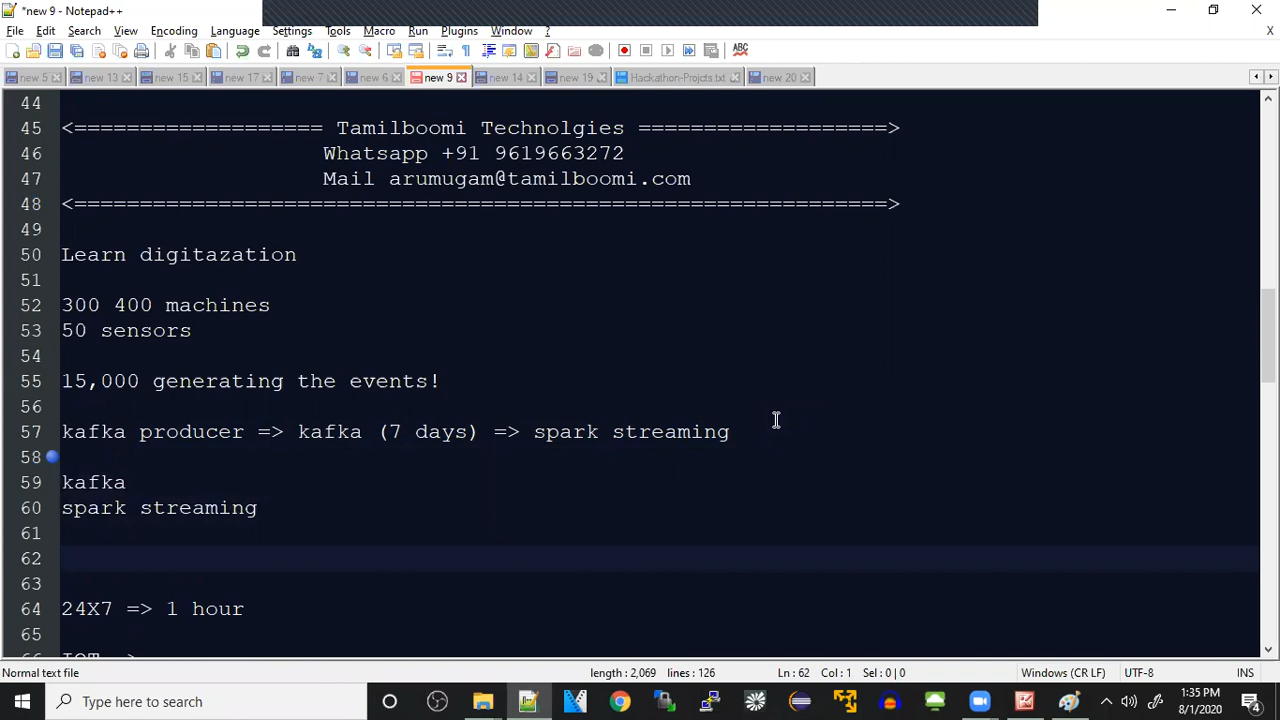 *new 9 - Notepad++
File Edit Search View Encoding Language Settings Tools Macro Run Plugins Window ? X
new 5 new 13 new 15 new 17 new 7 new 6 new 9 new 14 new 19 Hackathon-Projcts.txt new 20
44
45 <=================== Tamilboomi Technolgies ===================>
46 Whatsapp +91 9619663272
47 Mail arumugam@tamilboomi.com
48 <===============================================================>
49
50 Learn digitazation
51
52 300 400 machines
53 50 sensors
54
55 15,000 generating the events!
56
57 kafka producer => kafka (7 days) => spark streaming
58
59 kafka
60 spark streaming
61
62
63
64 24X7 => 1 hour
65
66 IOT =>
Normal text file length : 2,069 lines : 126 Ln : 62 Col : 1 Sel : 0 | 0 Windows (CR LF) UTF-8 INS
Type here to search
1:35 PM
8/1/2020
4